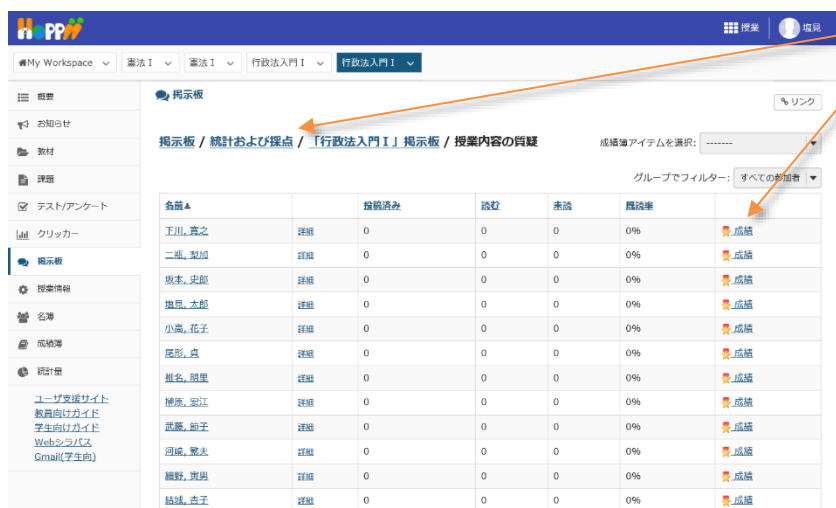 Hoppii
授業
塩見
My Workspace
憲法 I
憲法 I
行政法入門 I
行政法入門 I
概要
お知らせ
教材
課題
テスト/アンケート
クリッカー
掲示板
授業情報
名簿
成績簿
統計量
ユーザ支援サイト
教員向けガイド
学生向けガイド
Webシラバス
Gmail(学生向)
掲示板
リンク
掲示板 / 統計および採点 / 「行政法入門 I 」掲示板 / 授業内容の質疑
成績簿アイテムを選択: -------
グループでフィルター: すべての参加者
名前▲ 投稿済み 読む 未読 既読率
下川, 寛之 詳細 0 0 0 0% 成績
二瓶, 梨加 詳細 0 0 0 0% 成績
坂本, 史郎 詳細 0 0 0 0% 成績
塩見, 太郎 詳細 0 0 0 0% 成績
小高, 花子 詳細 0 0 0 0% 成績
尾形, 貞 詳細 0 0 0 0% 成績
椎名, 明里 詳細 0 0 0 0% 成績
榊原, 宏江 詳細 0 0 0 0% 成績
武藤, 節子 詳細 0 0 0 0% 成績
河崎, 繁夫 詳細 0 0 0 0% 成績
細野, 寅男 詳細 0 0 0 0% 成績
結城, 杏子 詳細 0 0 0 0% 成績